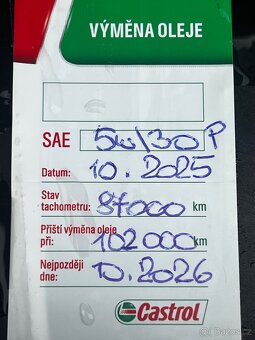 VÝMĚNA OLEJE
SAE 5w/30 P
Datum: 10. 2025
Stav
tachometru: 87000 km
Příští výměna oleje
při: 102 000 km
Nejpozději
dne: 10. 2026
Castrol